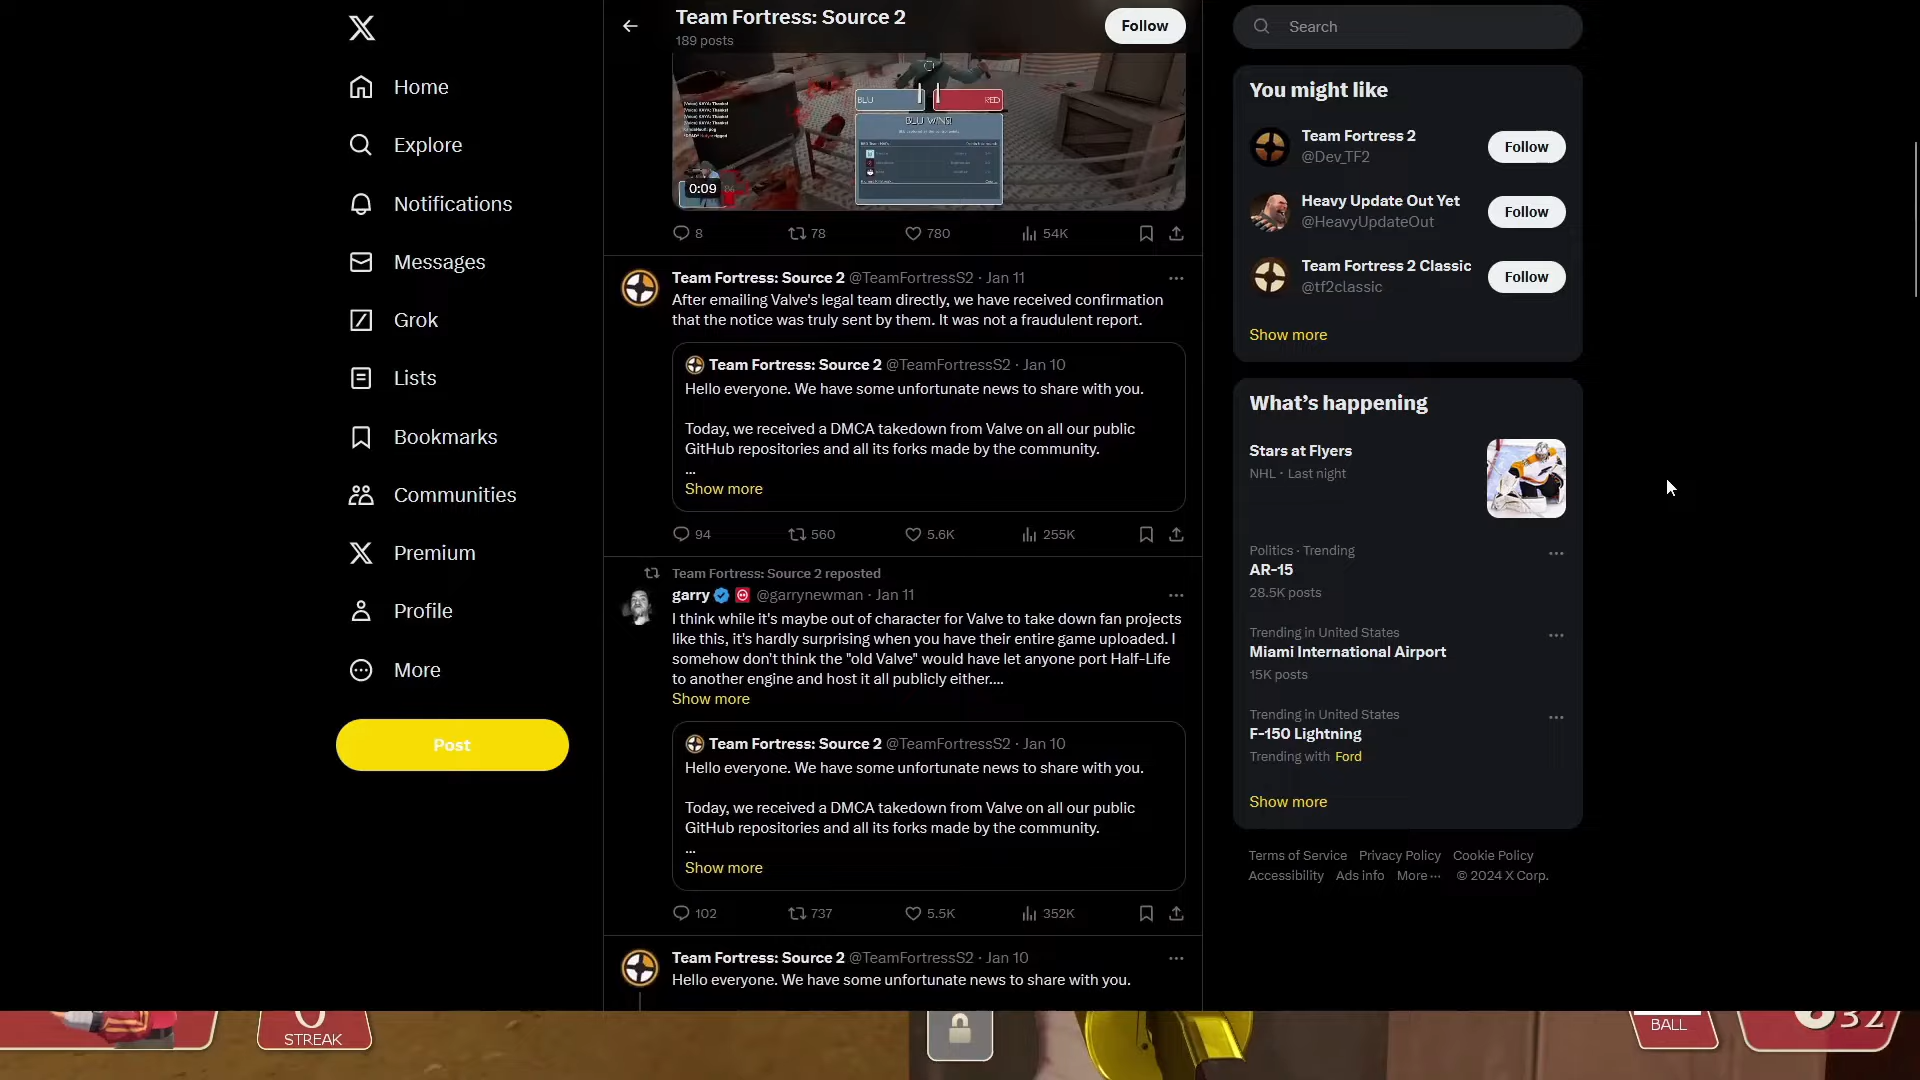 Home
Explore
Notifications
Messages
Grok
Lists
Bookmarks
Communities
Premium
Profile
More
Post
Team Fortress: Source 2
189 posts
Follow
BLU
RED
BLU WINS!
0:09
8 78 780 54K
Team Fortress: Source 2 @TeamFortressS2 · Jan 11
After emailing Valve's legal team directly, we have received confirmation
that the notice was truly sent by them. It was not a fraudulent report.
Team Fortress: Source 2 @TeamFortressS2 · Jan 10
Hello everyone. We have some unfortunate news to share with you.
Today, we received a DMCA takedown from Valve on all our public
GitHub repositories and all its forks made by the community.
...
Show more
94 560 5.6K 255K
Team Fortress: Source 2 reposted
garry @garrynewman · Jan 11
I think while it's maybe out of character for Valve to take down fan projects
like this, it's hardly surprising when you have their entire game uploaded. I
somehow don't think the "old Valve" would have let anyone port Half-Life
to another engine and host it all publicly either....
Show more
Team Fortress: Source 2 @TeamFortressS2 · Jan 10
Hello everyone. We have some unfortunate news to share with you.
Today, we received a DMCA takedown from Valve on all our public
GitHub repositories and all its forks made by the community.
...
Show more
102 737 5.5K 352K
Team Fortress: Source 2 @TeamFortressS2 · Jan 10
Hello everyone. We have some unfortunate news to share with you.
Search
You might like
Team Fortress 2
@Dev_TF2
Follow
Heavy Update Out Yet
@HeavyUpdateOut
Follow
Team Fortress 2 Classic
@tf2classic
Follow
Show more
What's happening
Stars at Flyers
NHL · Last night
Politics · Trending
AR-15
28.5K posts
Trending in United States
Miami International Airport
15K posts
Trending in United States
F-150 Lightning
Trending with Ford
Show more
Terms of Service Privacy Policy Cookie Policy
Accessibility Ads info More ··· © 2024 X Corp.
STREAK
BALL
32